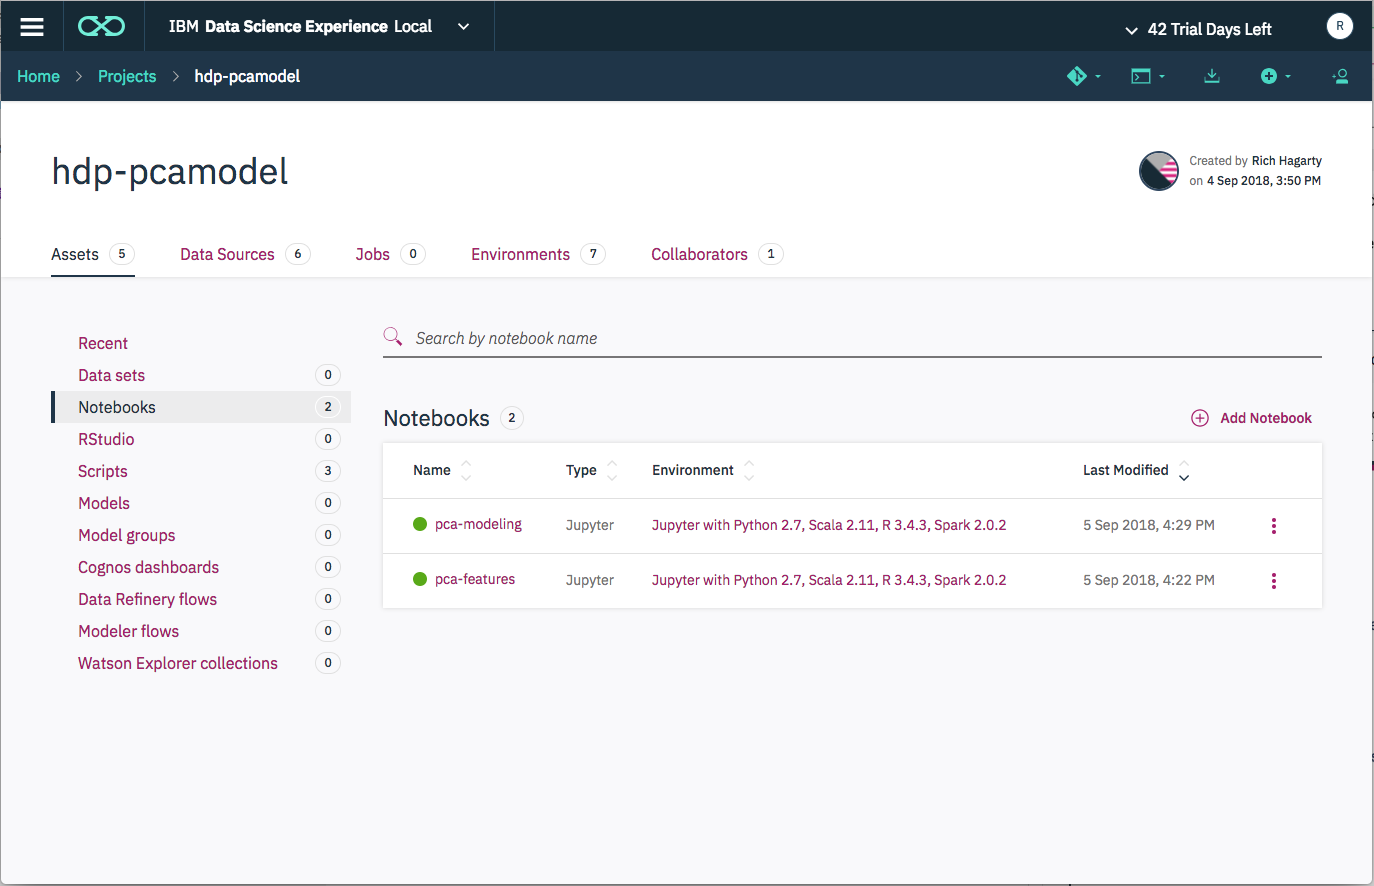 IBM Data Science Experience Local
42 Trial Days Left
R
Home > Projects > hdp-pcamodel
hdp-pcamodel
Created by Rich Hagarty
on 4 Sep 2018, 3:50 PM
Assets 5 Data Sources 6 Jobs 0 Environments 7 Collaborators 1
Recent
Data sets 0
Notebooks 2
RStudio 0
Scripts 3
Models 0
Model groups 0
Cognos dashboards 0
Data Refinery flows 0
Modeler flows 0
Watson Explorer collections 0
Search by notebook name
Notebooks 2
Add Notebook
Name Type Environment Last Modified
pca-modeling Jupyter Jupyter with Python 2.7, Scala 2.11, R 3.4.3, Spark 2.0.2 5 Sep 2018, 4:29 PM
pca-features Jupyter Jupyter with Python 2.7, Scala 2.11, R 3.4.3, Spark 2.0.2 5 Sep 2018, 4:22 PM